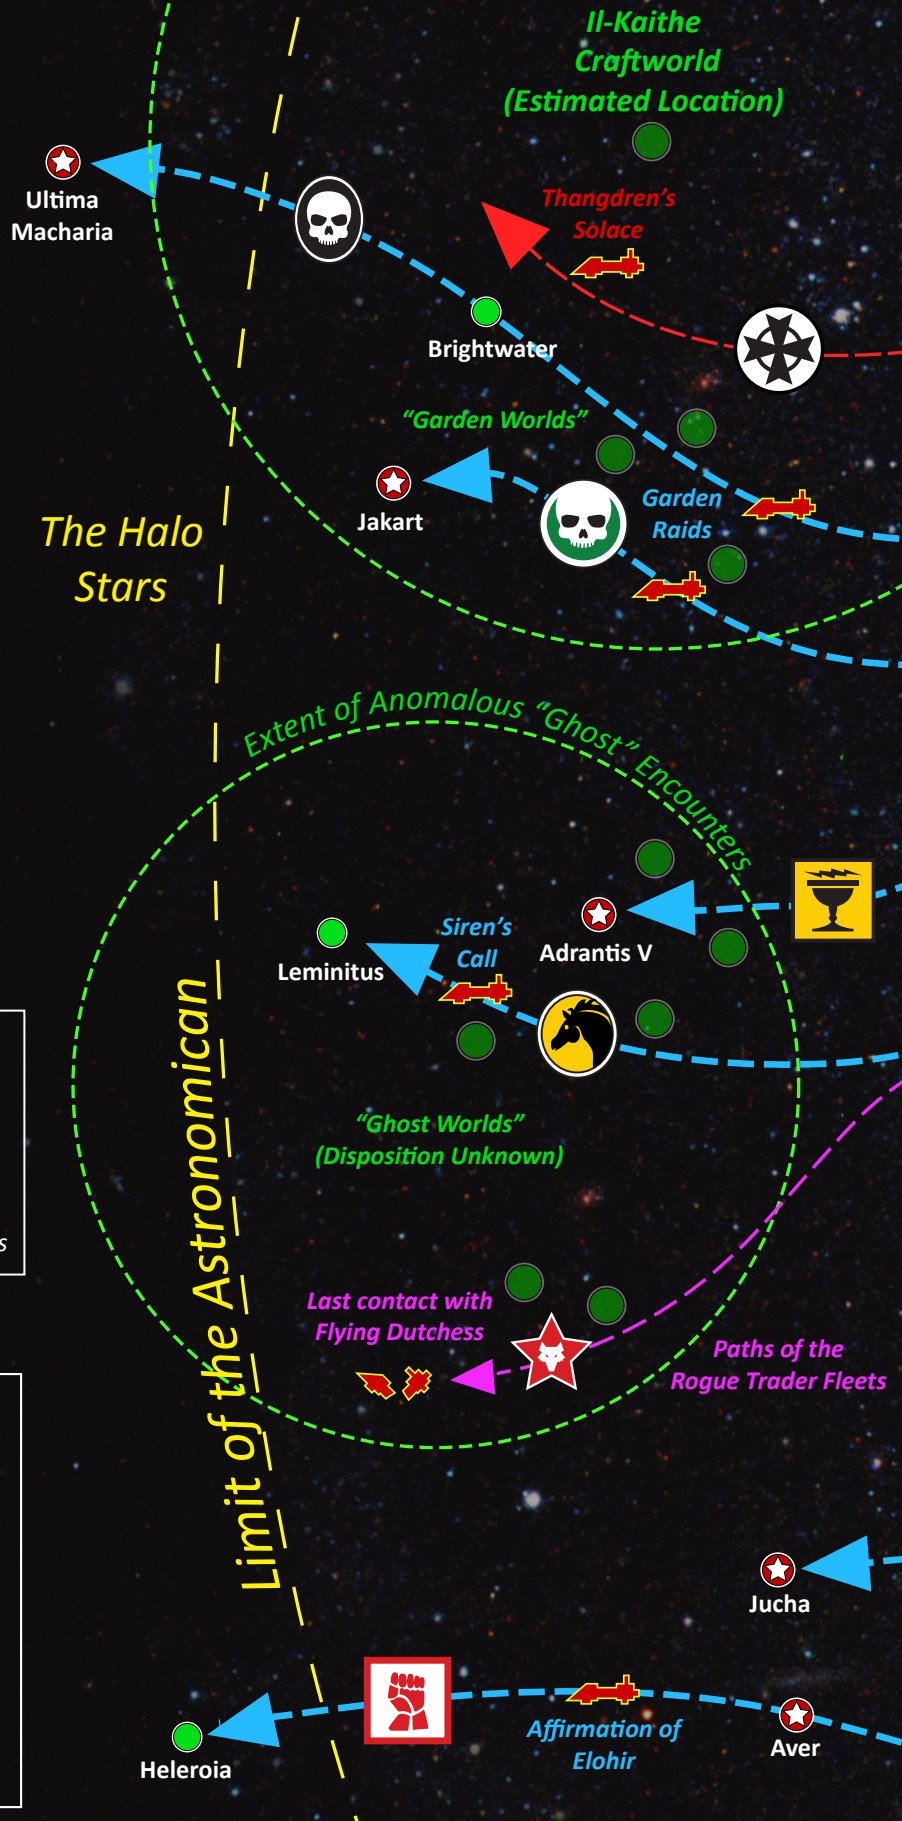 Il-Kaithe
Craftworld
(Estimated Location)
Ultima
Macharia
Thangdren's
Solace
Brightwater
“Garden Worlds”
Jakart
Garden
Raids
The Halo
Stars
Extent of Anomalous “Ghost” Encounters
Siren's
Call
Adrantis V
Leminitus
Limit of the Astronomican
“Ghost Worlds”
(Disposition Unknown)
s
Last contact with
Flying Dutchess
Paths of the
Rogue Trader Fleets
Jucha
Affirmation of
Elohir
Aver
Heleroia